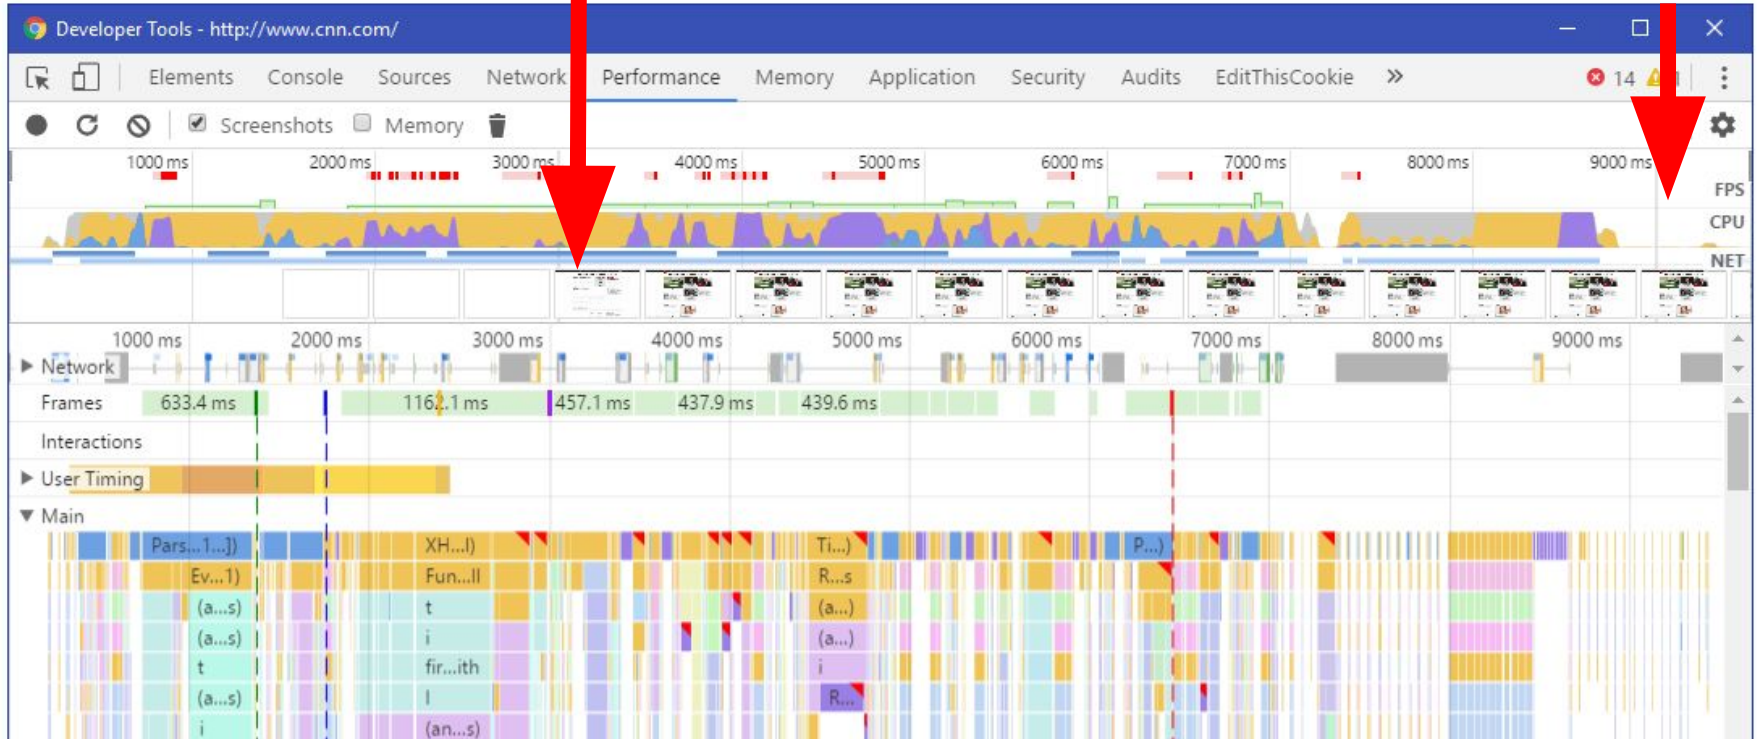 Developer Tools - http://www.cnn.com/
Elements Console Sources Network Performance Memory Application Security Audits EditThisCookie » 14 1
Screenshots Memory
1000 ms 2000 ms 3000 ms 4000 ms 5000 ms 6000 ms 7000 ms 8000 ms 9000 ms
FPS
CPU
NET
1000 ms 2000 ms 3000 ms 4000 ms 5000 ms 6000 ms 7000 ms 8000 ms 9000 ms
Network
Frames 633.4 ms 1162.1 ms 457.1 ms 437.9 ms 439.6 ms
Interactions
User Timing
Main
Pars...1...]) XH...l) Ti...) P...)
Ev...1) Fun...ll R...s
(a...s) t (a...)
(a...s) i (a...)
t fir...ith i
(a...s) l R...
i (an...s)